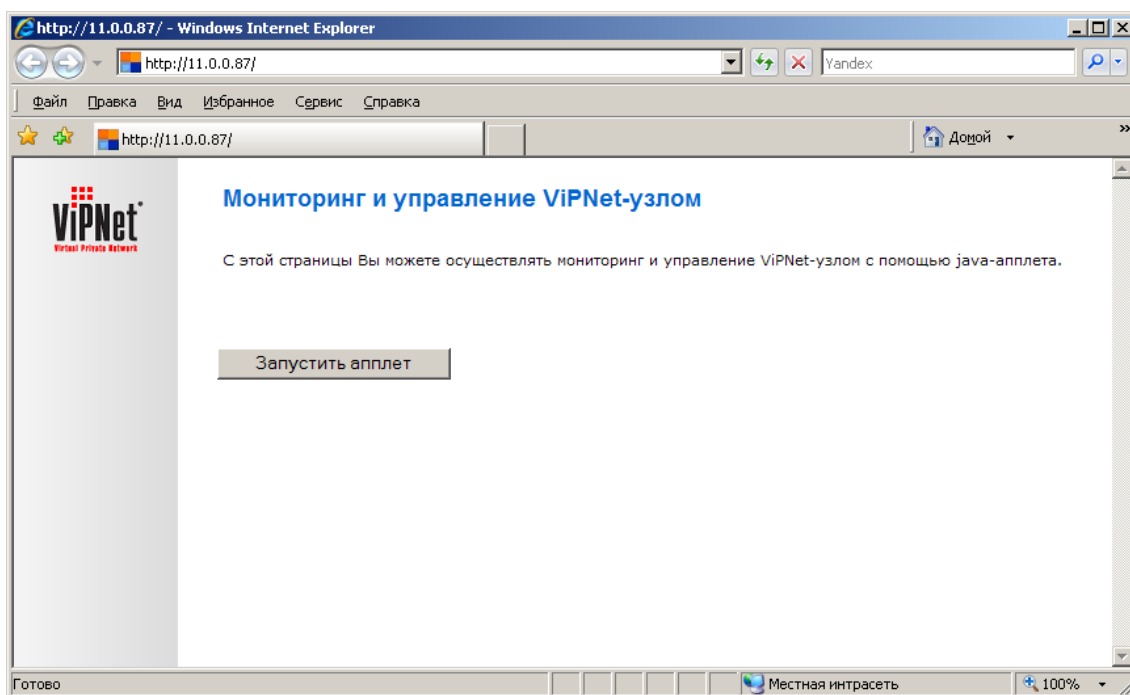 http://11.0.0.87/ - Windows Internet Explorer
http://11.0.0.87/
Yandex
Файл Правка Вид Избранное Сервис Справка
http://11.0.0.87/
Домой
»
ViPNet
Virtual Private Network
Мониторинг и управление ViPNet-узлом
С этой страницы Вы можете осуществлять мониторинг и управление ViPNet-узлом с помощью java-апплета.
Запустить апплет
Готово
Местная интрасеть
100%